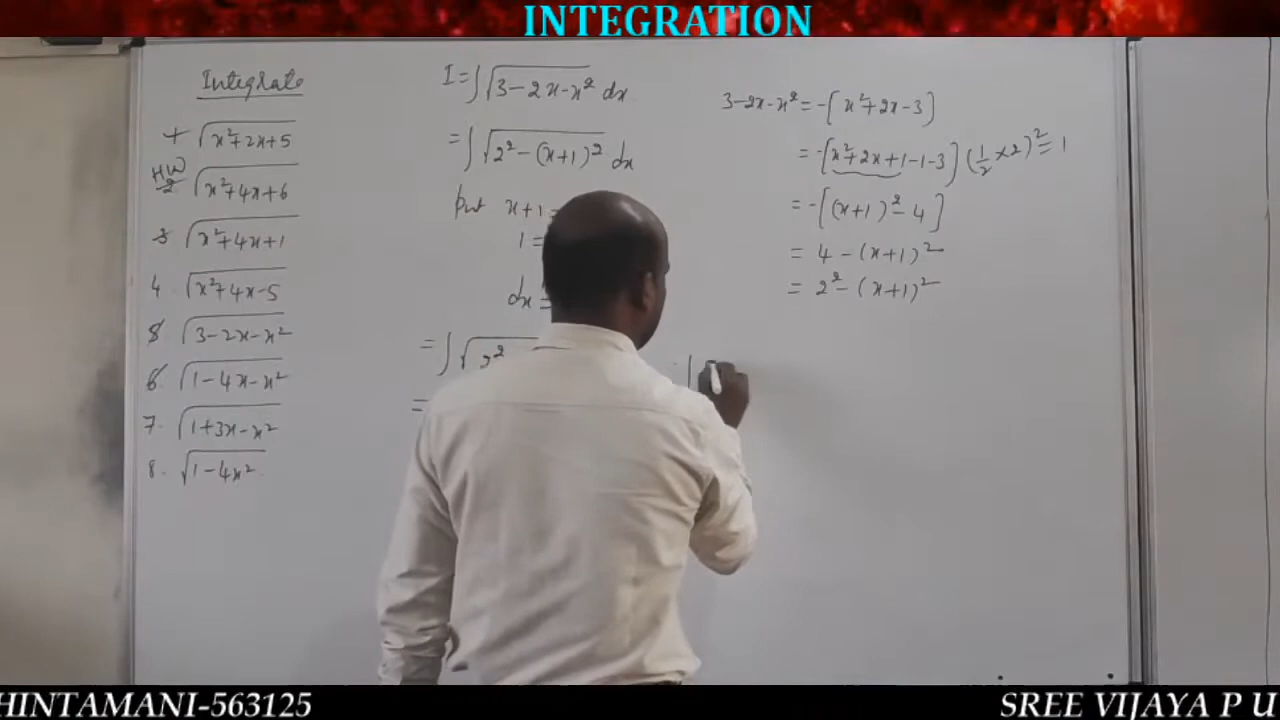 INTEGRATION
Integrate
1 √(x²+2x+5)
HW
2 √(x²+4x+6)
3 √(x²+4x+1)
4 √(x²+4x-5)
5 √(3-2x-x²)
6 √(1-4x-x²)
7. √(1+3x-x²)
8. √(1-4x²)
I = ∫√(3-2x-x²) dx
= ∫√(2²-(x+1)²) dx
put x+1 =
1 =
dx =
= ∫√2²
=
3-2x-x² = -[x²+2x-3]
= -[x²+2x+1-1-3] (1/2 ×2)² = 1
= -[(x+1)²-4]
= 4-(x+1)²
= 2²-(x+1)²
HINTAMANI-563125
SREE VIJAYA P U